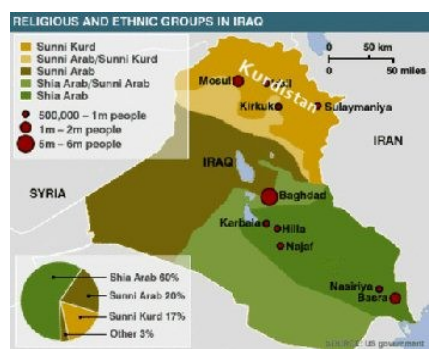 RELIGIOUS AND ETHNIC GROUPS IN IRAQ
Sunni Kurd
Sunni Arab/Sunni Kurd
Sunni Arab
Shia Arab/Sunni Arab
Shia Arab
500,000 – 1m people
1m – 2m people
5m – 6m people
50 km
50 miles
Kurdistan
Mosul
Kirkuk
Sulaymaniya
IRAN
IRAQ
SYRIA
Baghdad
Karbala
Hilla
Najaf
Nasiriya
Basra
Shia Arab 60%
Sunni Arab 20%
Sunni Kurd 17%
Other 3%
SOURCE: US government